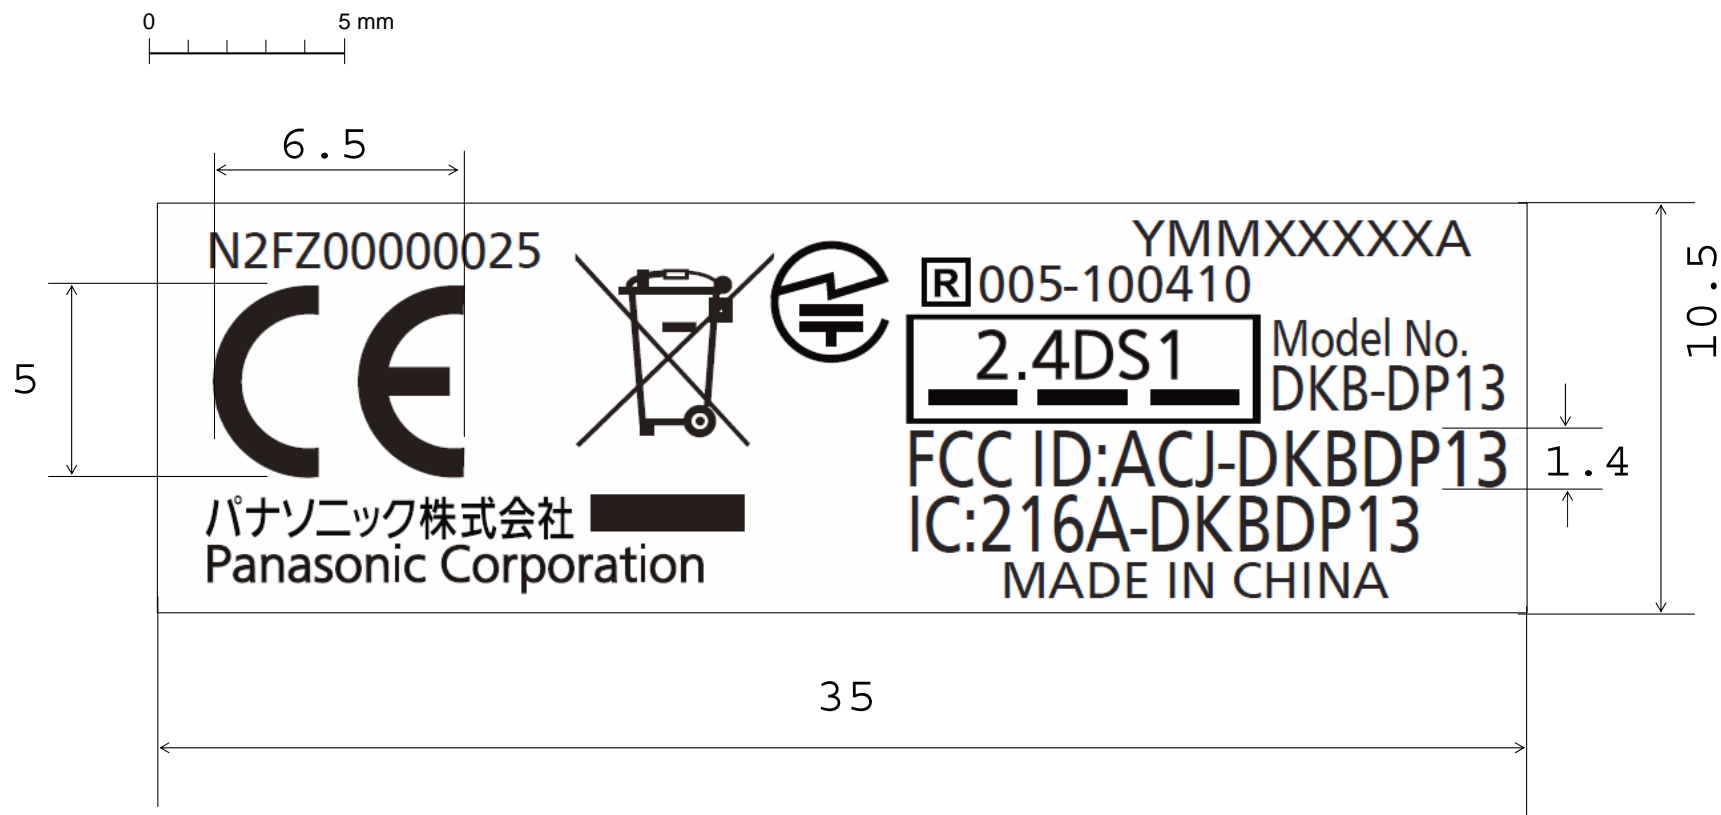 0 5 mm
6.5
N2FZ00000025
YMMXXXXXA
R 005-100410
10.5
CE
2.4DS1
Model No.
DKB-DP13
5
FCC ID:ACJ-DKBDP13
1.4
パナソニック株式会社
IC:216A-DKBDP13
Panasonic Corporation
MADE IN CHINA
35